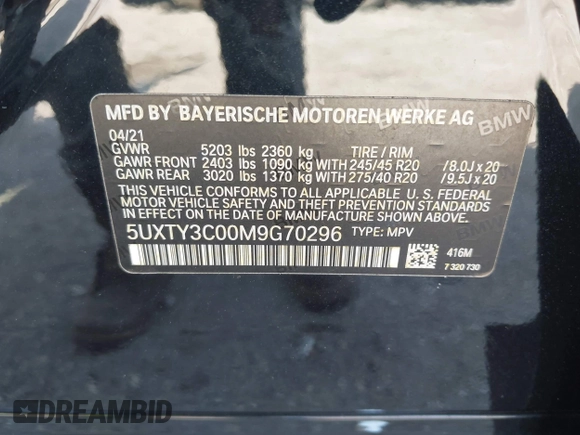 MFD BY BAYERISCHE MOTOREN WERKE AG
04/21
GVWR 5203 lbs 2360 kg TIRE / RIM
GAWR FRONT 2403 lbs 1090 kg WITH 245/45 R20 / 8.0J x 20
GAWR REAR 3020 lbs 1370 kg WITH 275/40 R20 / 9.5J x 20
THIS VEHICLE CONFORMS TO ALL APPLICABLE U. S. FEDERAL
MOTOR VEHICLE SAFETY AND THEFT PREVENTION STANDARDS
IN EFFECT ON THE DATE OF MANUFACTURE SHOWN ABOVE.
5UXTY3C00M9G70296 TYPE: MPV
416M
7 320 730
BMW
BMW
DREAMBID